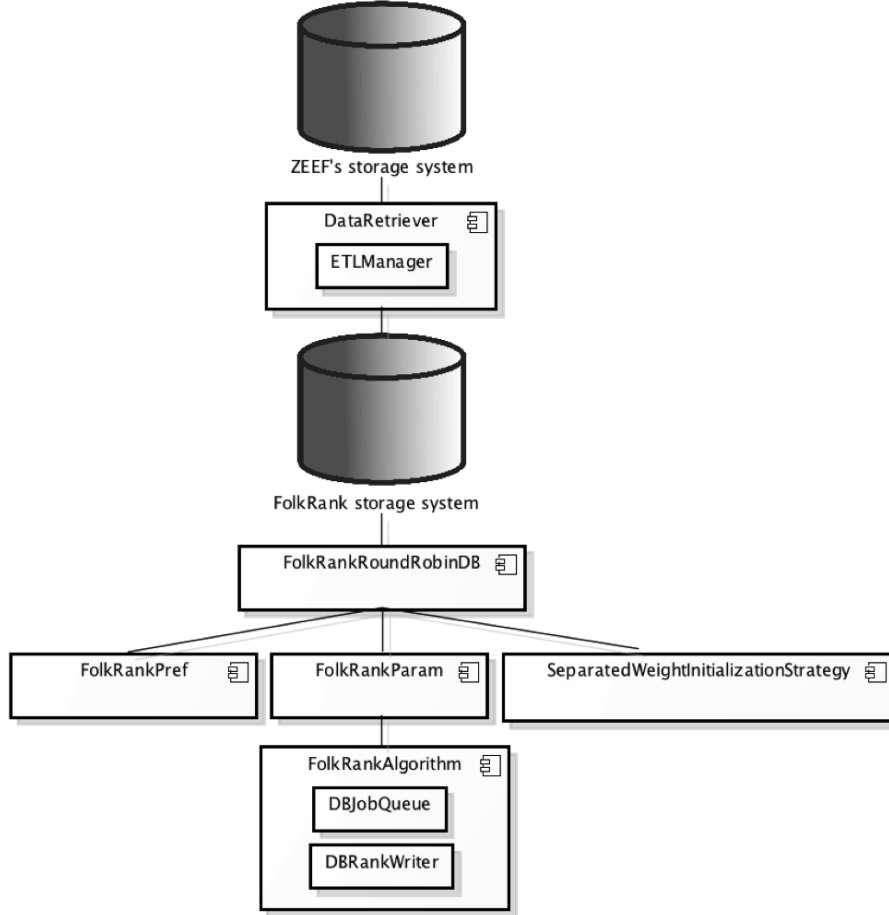 ZEEF's storage system
DataRetriever
ETLManager
FolkRank storage system
FolkRankRoundRobinDB
FolkRankPref
FolkRankParam
SeparatedWeightInitializationStrategy
FolkRankAlgorithm
DBJobQueue
DBRankWriter